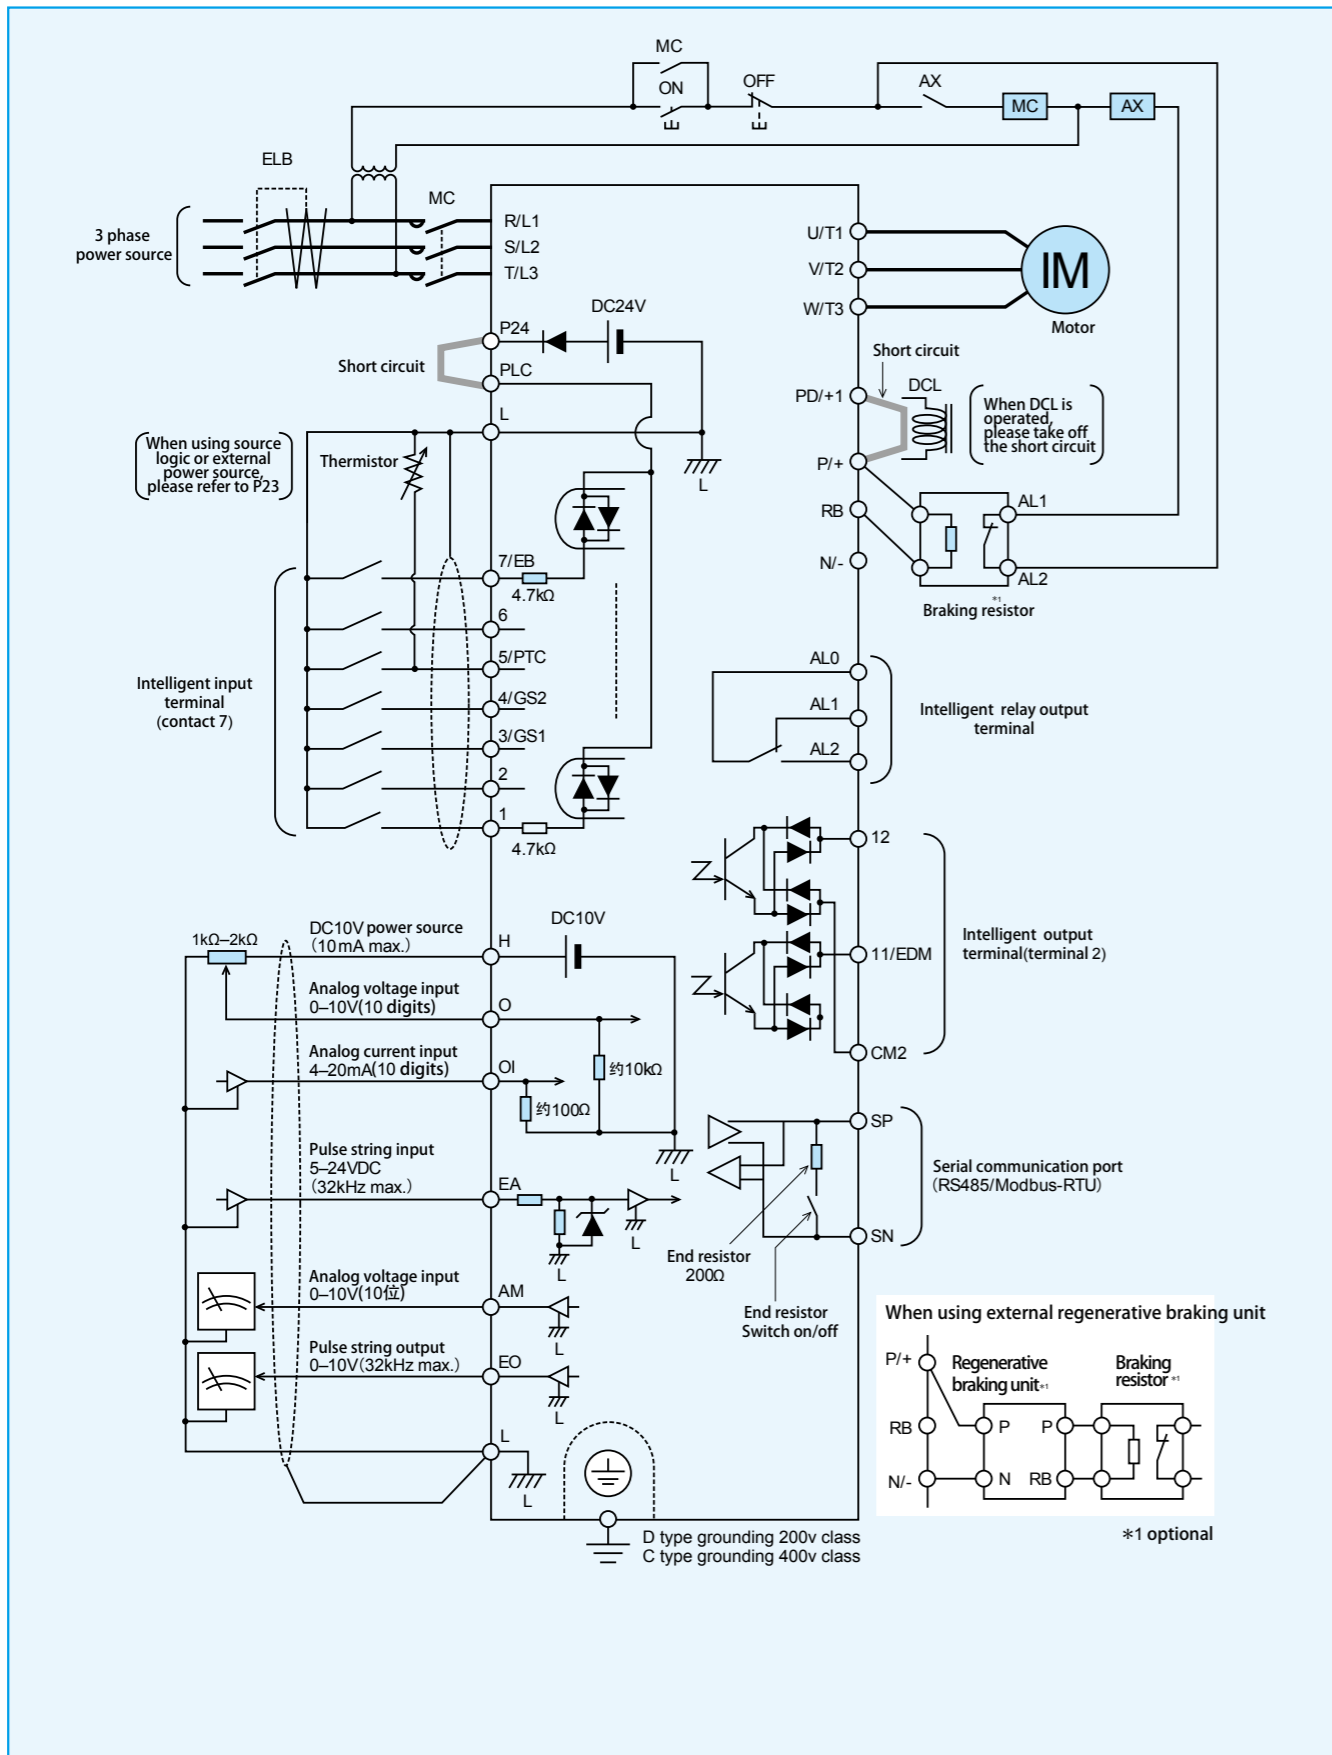 MC
ON
OFF
AX
MC
AX
ELB
MC
3 phase
power source
R/L1
S/L2
T/L3
U/T1
V/T2
W/T3
IM
Motor
P24
DC24V
Short circuit
PLC
L
L
When using source
logic or external
power source,
please refer to P23
Thermistor
Short circuit
PD/+1
DCL
When DCL is
operated,
please take off
the short circuit
P/+
RB
N/-
AL1
AL2
*1
Braking resistor
7/EB
4.7kΩ
6
5/PTC
4/GS2
3/GS1
2
1
4.7kΩ
Intelligent input
terminal
(contact 7)
AL0
AL1
AL2
Intelligent relay output
terminal
12
11/EDM
CM2
Intelligent output
terminal(terminal 2)
1kΩ–2kΩ
DC10V power source
(10mA max.)
H
DC10V
Analog voltage input
0–10V(10 digits)
O
约10kΩ
Analog current input
4–20mA(10 digits)
OI
约100Ω
L
Pulse string input
5–24VDC
(32kHz max.)
EA
L
L
SP
SN
Serial communication port
(RS485/Modbus-RTU)
End resistor
200Ω
End resistor
Switch on/off
Analog voltage input
0–10V(10位)
AM
L
Pulse string output
0–10V(32kHz max.)
EO
L
L
L
D type grounding 200v class
C type grounding 400v class
When using external regenerative braking unit
P/+
RB
N/-
Regenerative
braking unit*1
Braking
resistor *1
P
P
N
RB
*1 optional